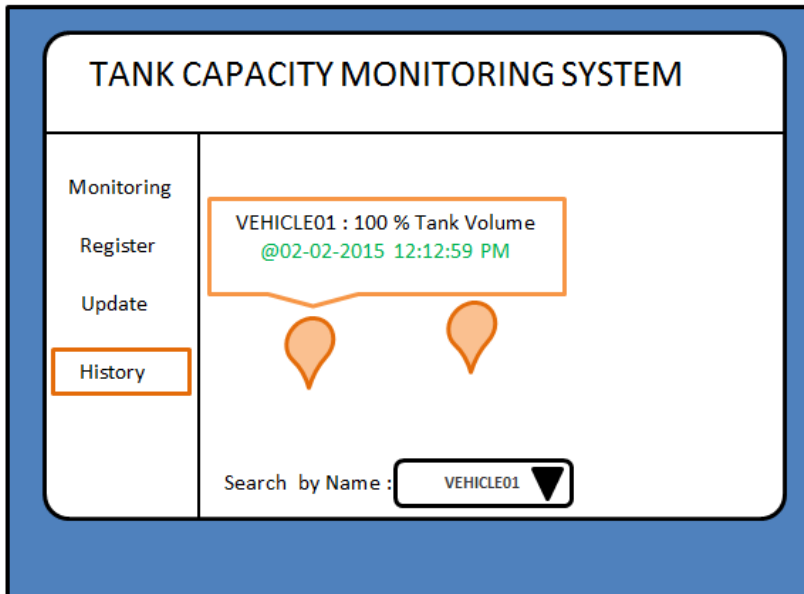 TANK CAPACITY MONITORING SYSTEM
Monitoring
Register
Update
History
VEHICLE01 : 100 % Tank Volume
@02-02-2015 12:12:59 PM
Search by Name : VEHICLE01